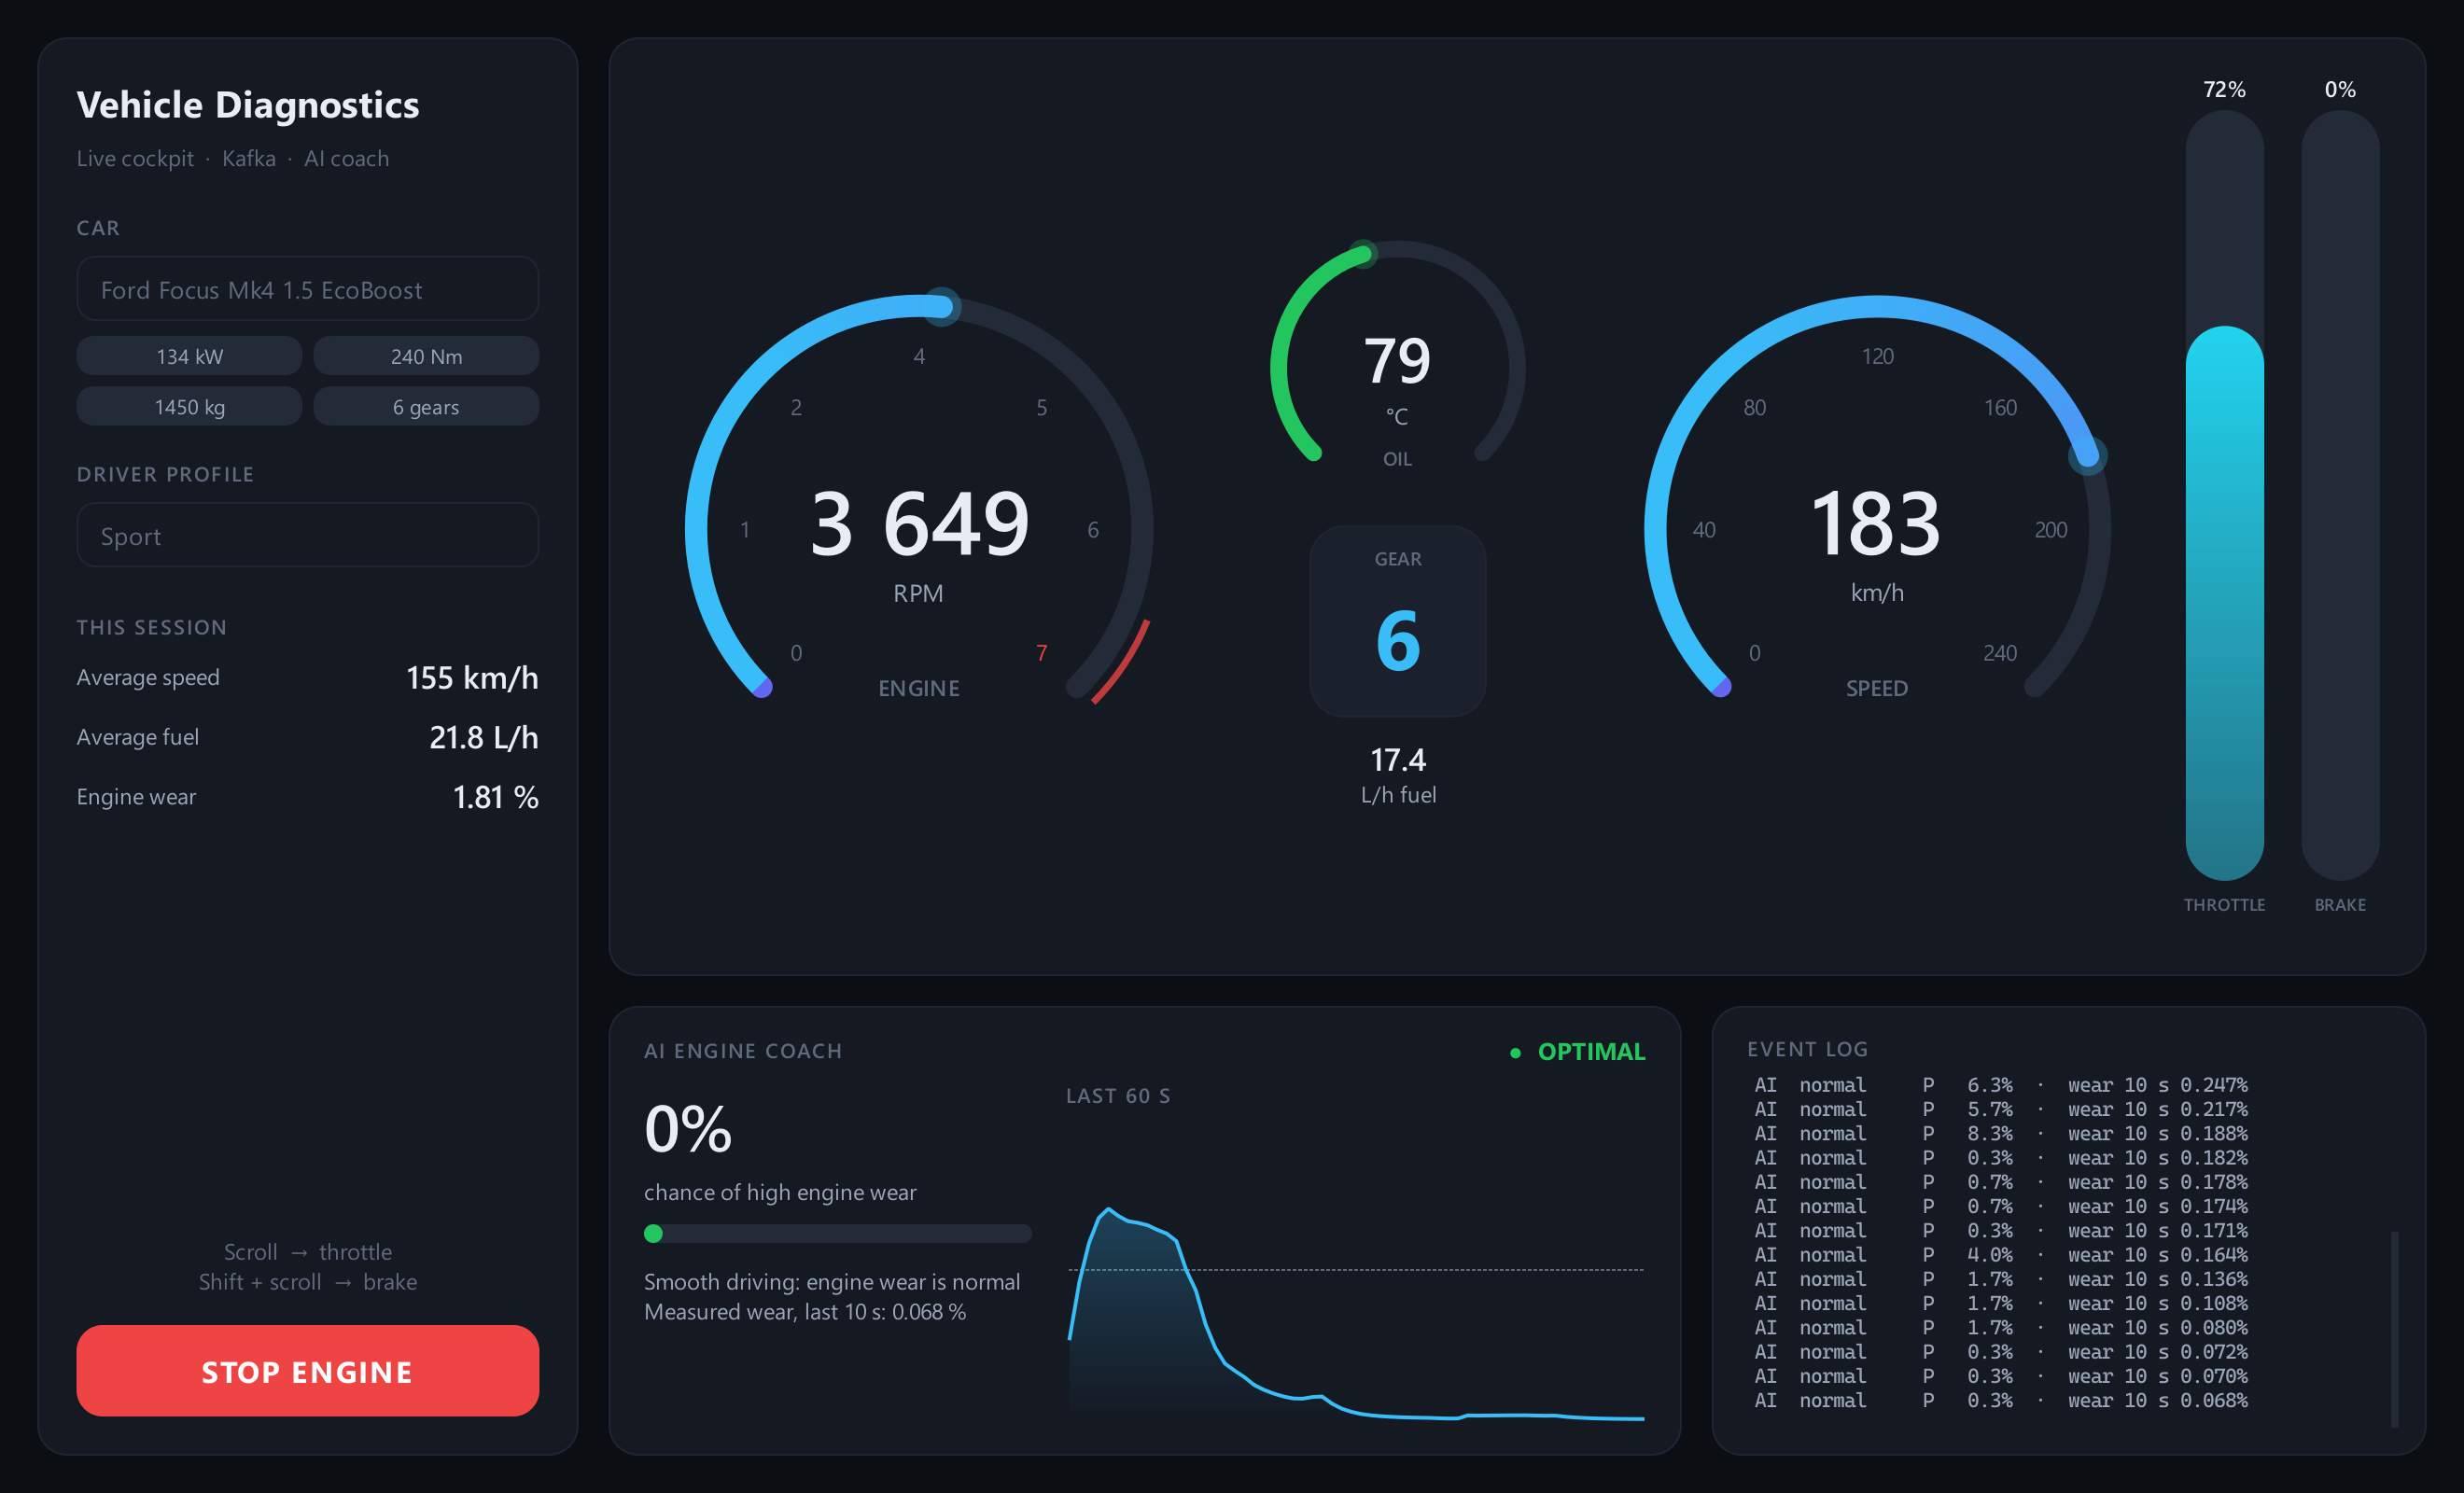 Vehicle Diagnostics
Live cockpit · Kafka · AI coach
CAR
Ford Focus Mk4 1.5 EcoBoost
134 kW
240 Nm
1450 kg
6 gears
DRIVER PROFILE
Sport
THIS SESSION
Average speed 155 km/h
Average fuel 21.8 L/h
Engine wear 1.81 %
Scroll → throttle
Shift + scroll → brake
STOP ENGINE
0
1
2
4
5
6
7
3 649
RPM
ENGINE
79
°C
OIL
GEAR
6
17.4
L/h fuel
0
40
80
120
160
200
240
183
km/h
SPEED
72%
THROTTLE
0%
BRAKE
AI ENGINE COACH
• OPTIMAL
0%
chance of high engine wear
Smooth driving: engine wear is normal
Measured wear, last 10 s: 0.068 %
LAST 60 S
EVENT LOG
AI normal P 6.3% · wear 10 s 0.247%
AI normal P 5.7% · wear 10 s 0.217%
AI normal P 8.3% · wear 10 s 0.188%
AI normal P 0.3% · wear 10 s 0.182%
AI normal P 0.7% · wear 10 s 0.178%
AI normal P 0.7% · wear 10 s 0.174%
AI normal P 0.3% · wear 10 s 0.171%
AI normal P 4.0% · wear 10 s 0.164%
AI normal P 1.7% · wear 10 s 0.136%
AI normal P 1.7% · wear 10 s 0.108%
AI normal P 1.7% · wear 10 s 0.080%
AI normal P 0.3% · wear 10 s 0.072%
AI normal P 0.3% · wear 10 s 0.070%
AI normal P 0.3% · wear 10 s 0.068%